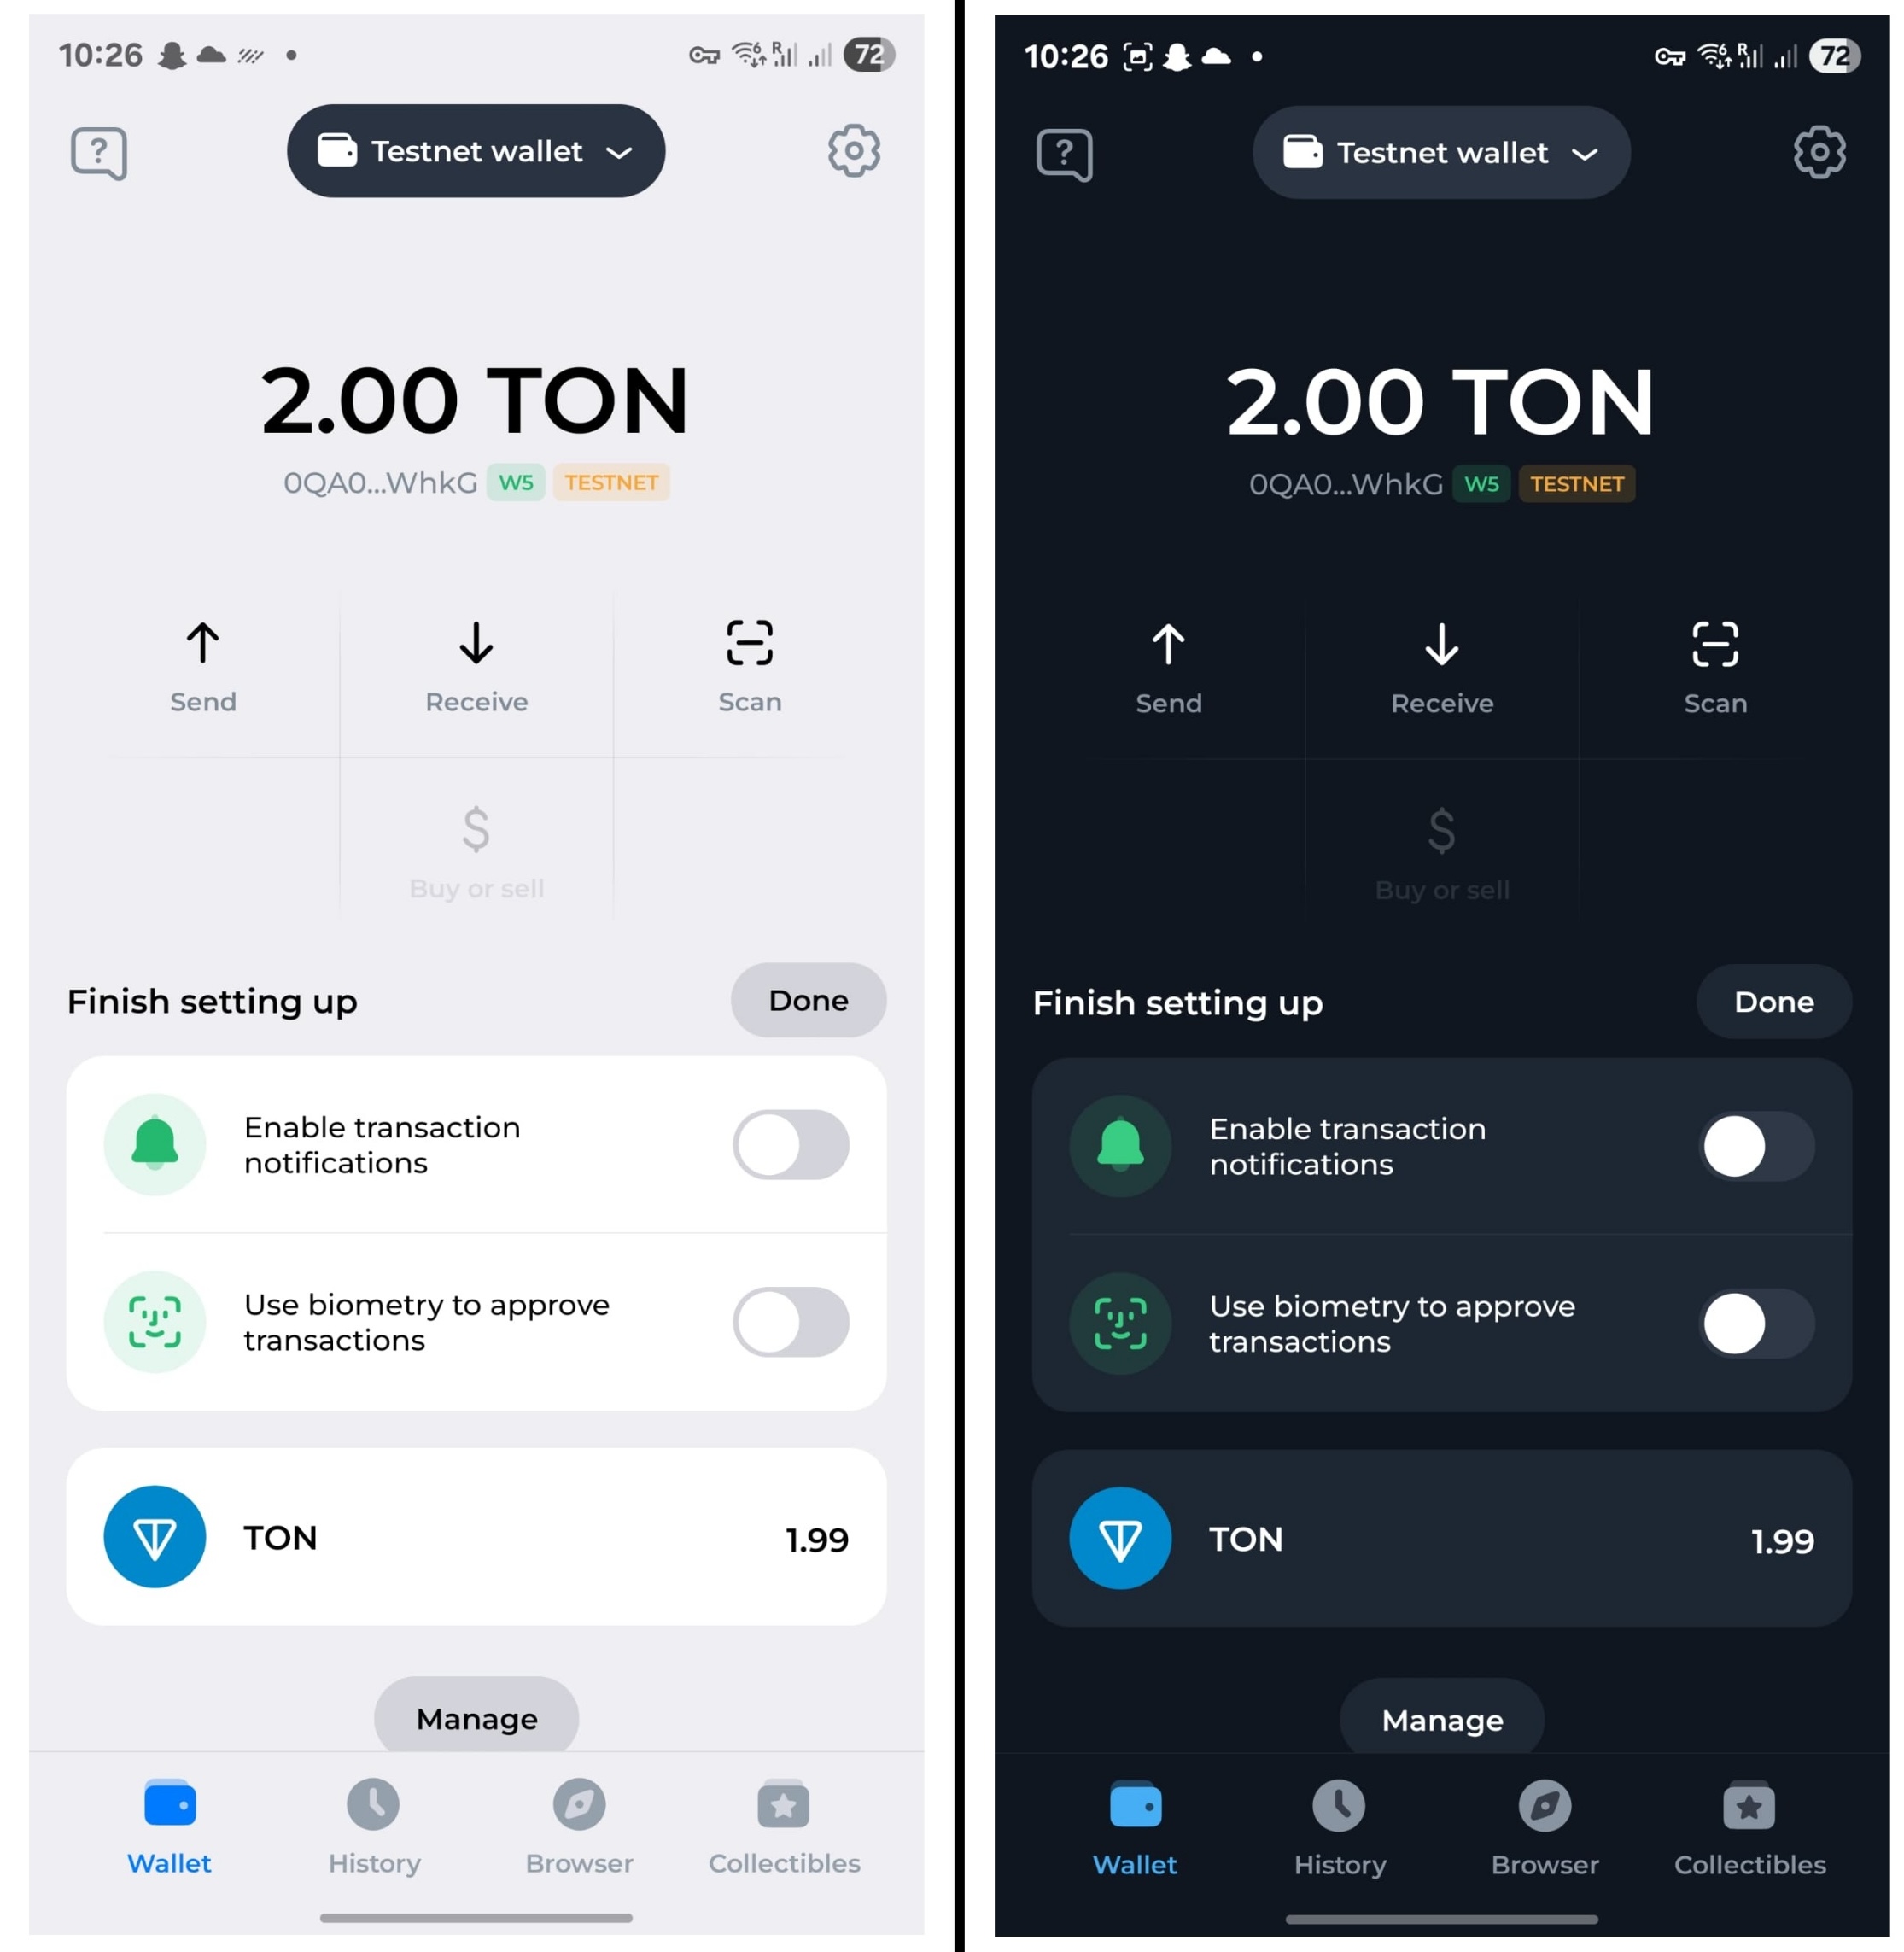 10:26
R
6
72
? Testnet wallet
2.00 TON
0QA0...WhkG W5 TESTNET
Send Receive Scan
$
Buy or sell
Finish setting up Done
Enable transaction
notifications
Use biometry to approve
transactions
TON 1.99
Manage
Wallet History Browser Collectibles
10:26
R
6
72
? Testnet wallet
2.00 TON
0QA0...WhkG W5 TESTNET
Send Receive Scan
$
Buy or sell
Finish setting up Done
Enable transaction
notifications
Use biometry to approve
transactions
TON 1.99
Manage
Wallet History Browser Collectibles